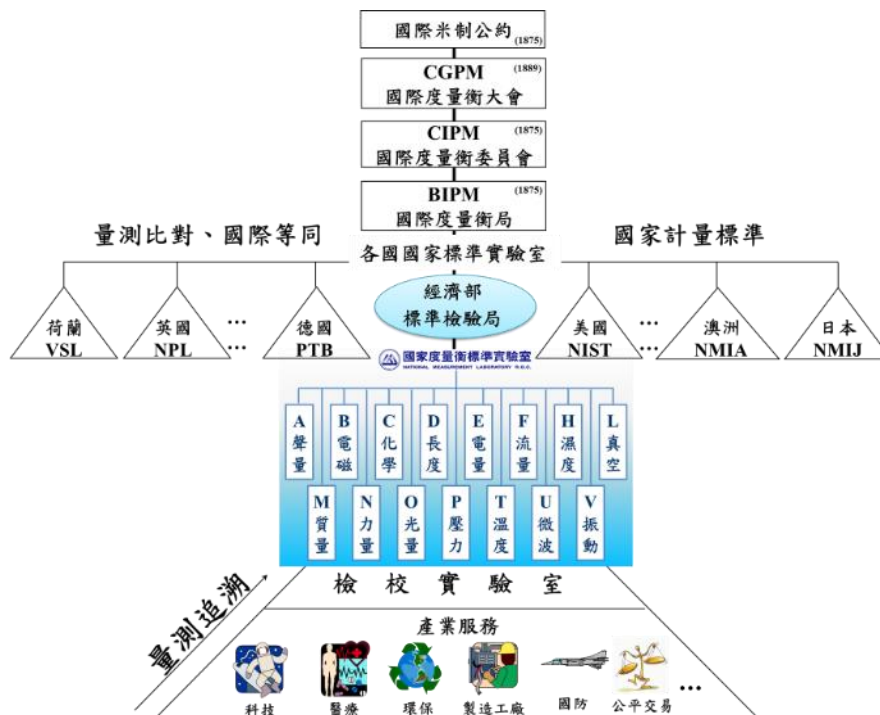 國際米制公約 (1875)
CGPM (1889)
國際度量衡大會
CIPM (1875)
國際度量衡委員會
BIPM (1875)
國際度量衡局
量測比對、國際等同
各國國家標準實驗室
國家計量標準
荷蘭
VSL
英國
NPL
...
...
德國
PTB
經濟部
標準檢驗局
美國
NIST
...
...
澳洲
NMIA
日本
NMIJ
國家度量衡標準實驗室
NATIONAL MEASUREMENT LABORATORY R.O.C.
A
聲量
B
電磁
C
化學
D
長度
E
電量
F
流量
H
濕度
L
真空
M
質量
N
力量
O
光量
P
壓力
T
溫度
U
微波
V
振動
量測追溯
檢校實驗室
產業服務
科技
醫療
環保
製造工廠
國防
公平交易
...